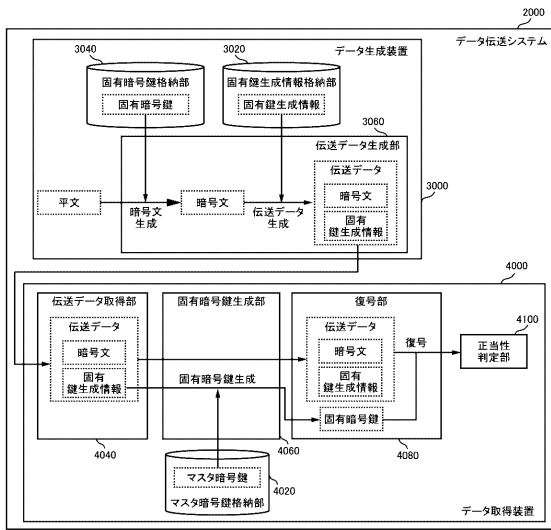 2000
データ伝送システム
データ生成装置
3040
3020
固有暗号鍵格納部
固有暗号鍵
固有鍵生成情報格納部
固有鍵生成情報
3060
伝送データ生成部
伝送データ
暗号文
固有
鍵生成情報
平文
暗号文
生成
暗号文
伝送データ
生成
3000
4000
伝送データ取得部
伝送データ
暗号文
固有
鍵生成情報
4040
固有暗号鍵生成部
固有暗号鍵生成
4060
復号部
伝送データ
暗号文
固有
鍵生成情報
固有暗号鍵
復号
4080
4100
正当性
判定部
マスタ暗号鍵
マスタ暗号鍵格納部
4020
データ取得装置